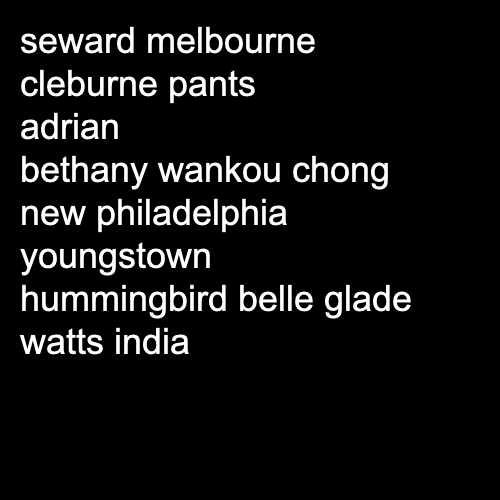 seward melbourne
cleburne pants
adrian
bethany wankou chong
new philadelphia
youngstown
hummingbird belle glade
watts india